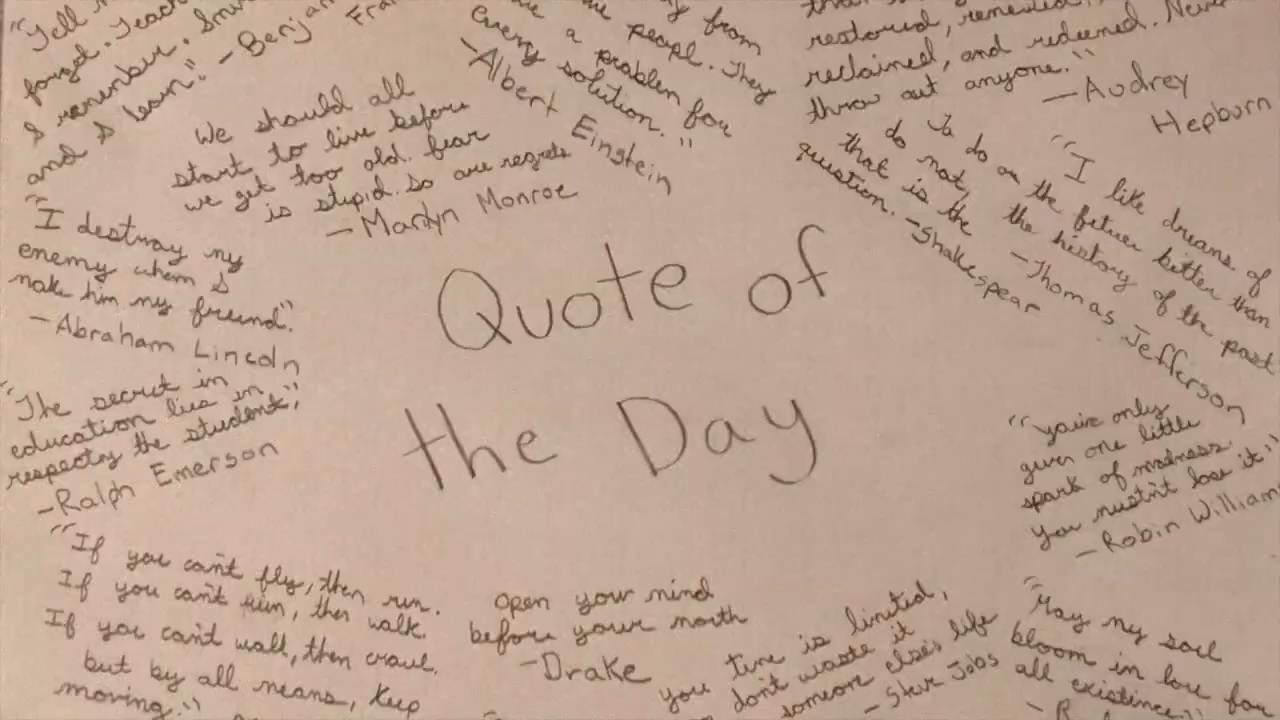 "Tell
forget. Teach
I remember.
and I learn." -Benjam Fra
We should all
start to live before
we get too old. fear
is stupid. so are regrets
-Marilyn Monroe
from
people. They
a problem for
every solution."
-Albert Einstein
restored, renewed,
reclaimed, and redeemed. Never
throw out anyone."
-Audrey
Hepburn
To do or
do not,
that is the
question. -Shakespear
"I like dreams of
the future better than
the history of the past
-Thomas Jefferson
"I destroy my
enemy when I
make him my friend".
-Abraham Lincoln
"The secret in
education lies in
respecting the student."
-Ralph Emerson
Quote of
the Day
"you're only
given one little
spark of madness
you mustn't lose it"
-Robin William
"If you can't fly, then run.
If you can't run, then walk.
If you can't walk, then crawl.
but by all means, keep
moving."
open your mind
before your mouth
-Drake
your time is limited,
don't waste it
someone else's life
-Steve Jobs
"May my soul
bloom in love for
all existence."
-R